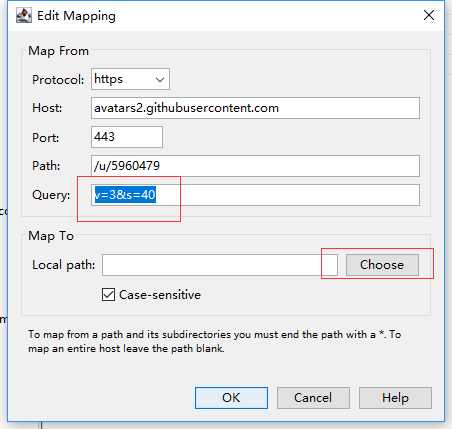 Edit Mapping
Map From
Protocol: https
Host: avatars2.githubusercontent.com
Port: 443
Path: /u/5960479
Query: v=3&s=40
Map To
Local path: Choose
Case-sensitive
To map from a path and its subdirectories you must end the path with a *. To
map an entire host leave the path blank.
OK Cancel Help